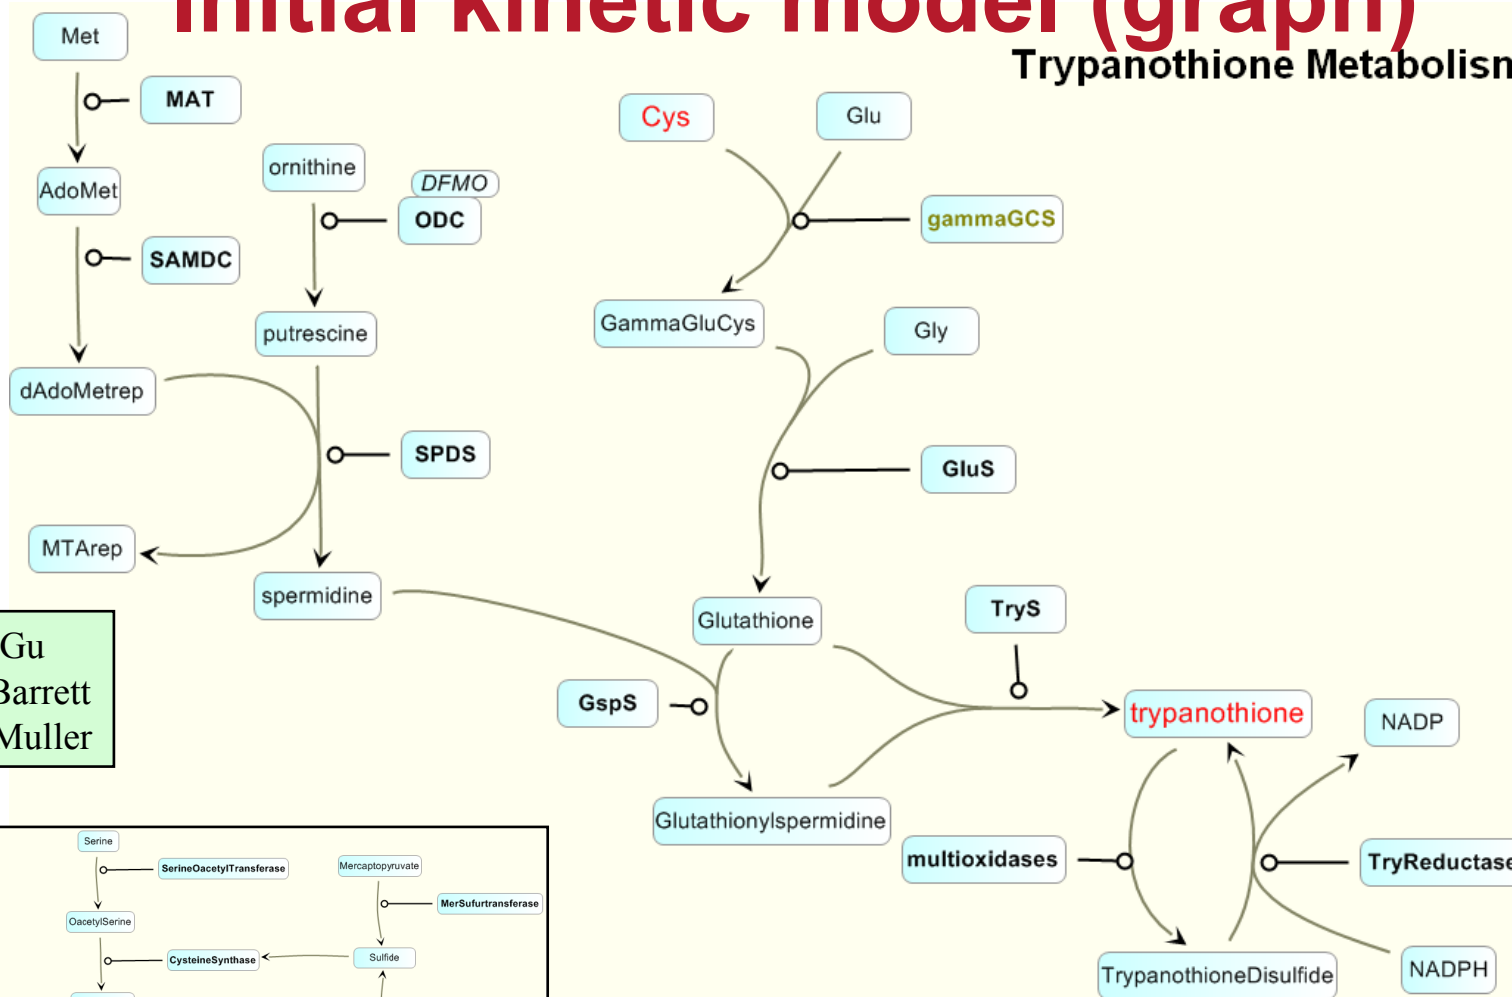 Initial kinetic model (graph)
Trypanothione Metabolism
Met
MAT
AdoMet
SAMDC
dAdoMetrep
MTArep
ornithine
DFMO
ODC
putrescine
SPDS
spermidine
Cys
Glu
gammaGCS
GammaGluCys
Gly
GluS
Glutathione
TryS
GspS
Glutathionylspermidine
trypanothione
NADP
multioxidases
TryReductase
TrypanothioneDisulfide
NADPH
Gu
Barrett
Muller
Serine
SerineOacetylTransferase
OacetylSerine
CysteineSynthase
Mercaptopyruvate
MerSufurtransferase
Sulfide